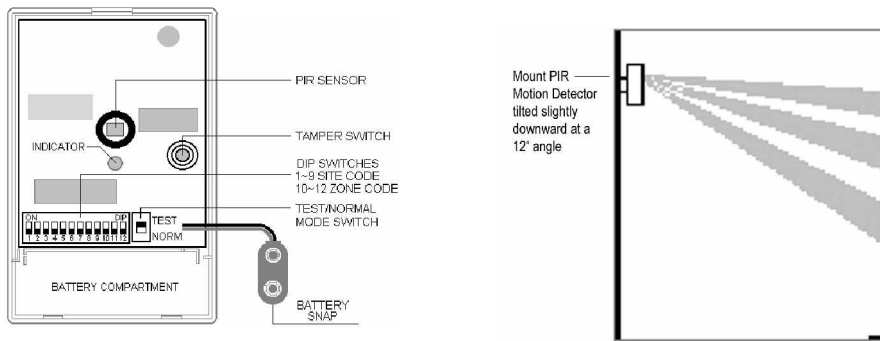 PIR SENSOR
TAMPER SWITCH
INDICATOR
DIP SWITCHES
1~9 SITE CODE
10~12 ZONE CODE
TEST/NORMAL
MODE SWITCH
ON DIP
1 2 3 4 5 6 7 8 9 10 11 12
TEST
NORM
BATTERY COMPARTMENT
BATTERY
SNAP
Mount PIR
Motion Detector
tilted slightly
downward at a
12° angle